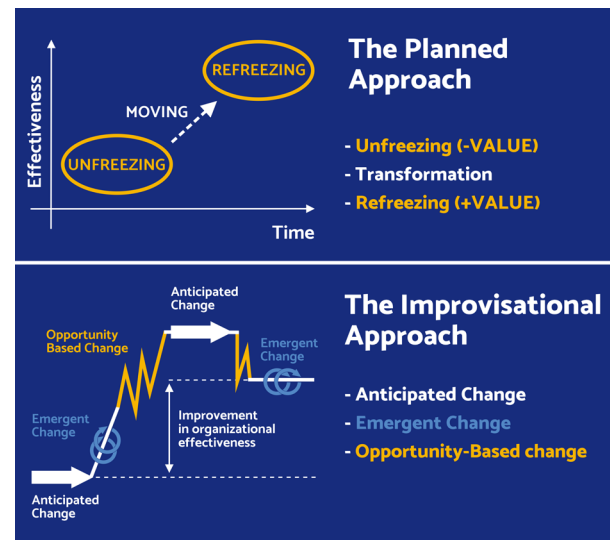 The Planned
Approach
Effectiveness
REFREEZING
MOVING
UNFREEZING
Time
- Unfreezing (-VALUE)
- Transformation
- Refreezing (+VALUE)
The Improvisational
Approach
Anticipated
Change
Opportunity
Based Change
Emergent
Change
Emergent
Change
Improvement
in organizational
effectiveness
Anticipated
Change
- Anticipated Change
- Emergent Change
- Opportunity-Based change